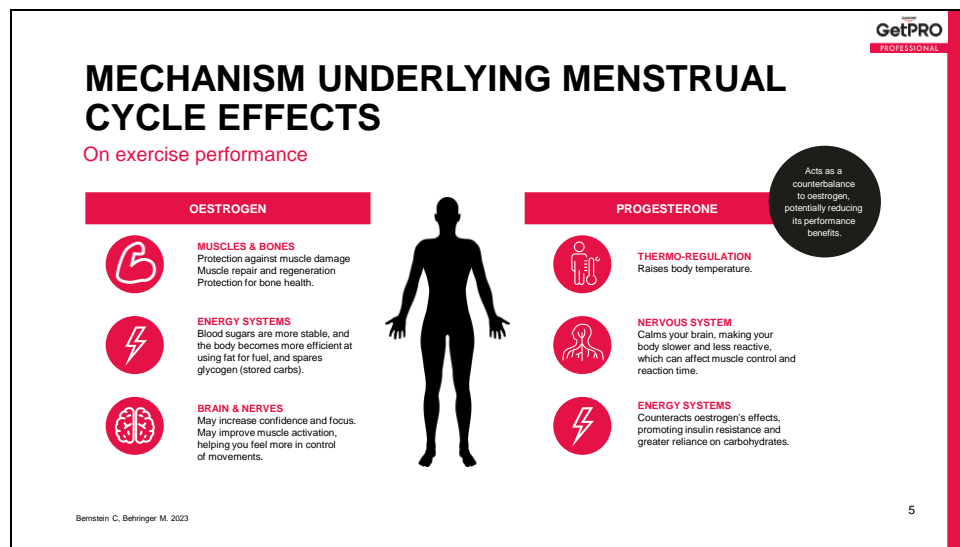 DANONE
GetPRO
PROFESSIONAL
MECHANISM UNDERLYING MENSTRUAL
CYCLE EFFECTS
On exercise performance
OESTROGEN
MUSCLES & BONES
Protection against muscle damage
Muscle repair and regeneration
Protection for bone health.
ENERGY SYSTEMS
Blood sugars are more stable, and
the body becomes more efficient at
using fat for fuel, and spares
glycogen (stored carbs).
BRAIN & NERVES
May increase confidence and focus.
May improve muscle activation,
helping you feel more in control
of movements.
PROGESTERONE
Acts as a
counterbalance
to oestrogen,
potentially reducing
its performance
benefits.
THERMO-REGULATION
Raises body temperature.
NERVOUS SYSTEM
Calms your brain, making your
body slower and less reactive,
which can affect muscle control and
reaction time.
ENERGY SYSTEMS
Counteracts oestrogen's effects,
promoting insulin resistance and
greater reliance on carbohydrates.
Bernstein C, Behringer M. 2023
5